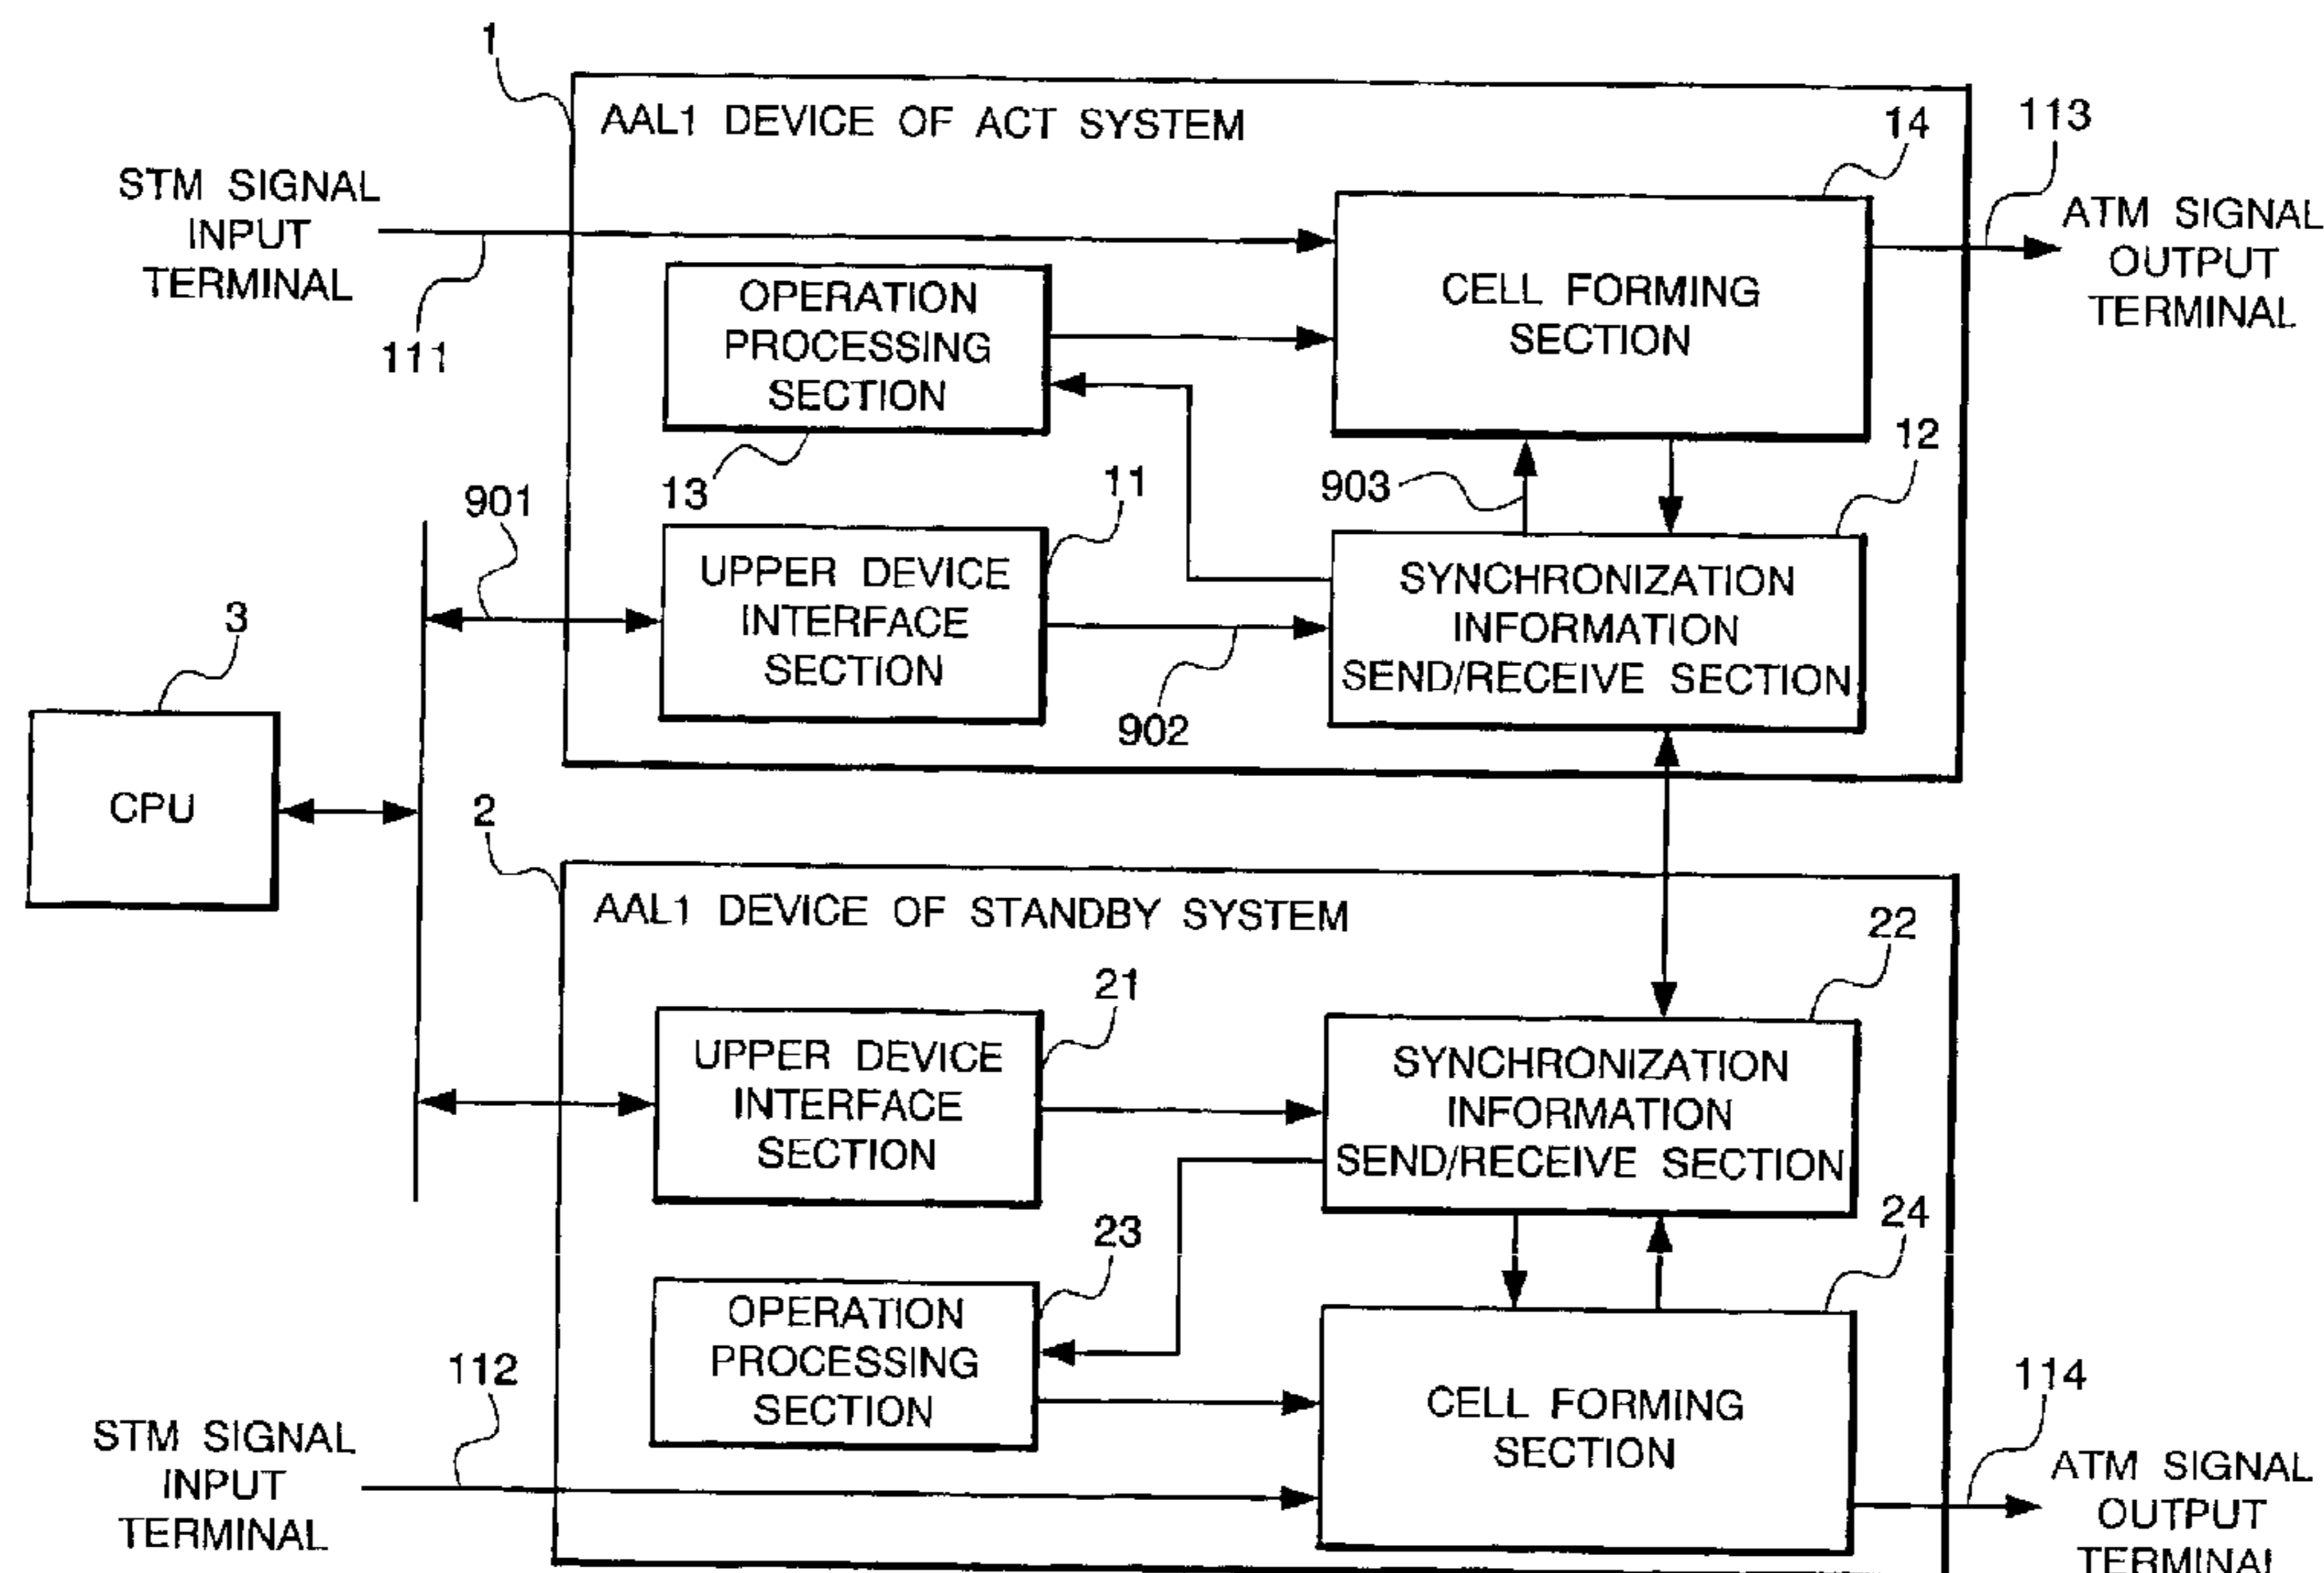 1
AAL1 DEVICE OF ACT SYSTEM
14
113
STM SIGNAL
INPUT
TERMINAL
ATM SIGNAL
OUTPUT
TERMINAL
111
OPERATION
PROCESSING
SECTION
CELL FORMING
SECTION
13
11
903
12
901
UPPER DEVICE
INTERFACE
SECTION
SYNCHRONIZATION
INFORMATION
SEND/RECEIVE SECTION
902
3
CPU
2
AAL1 DEVICE OF STANDBY SYSTEM
22
21
UPPER DEVICE
INTERFACE
SECTION
SYNCHRONIZATION
INFORMATION
SEND/RECEIVE SECTION
23
24
OPERATION
PROCESSING
SECTION
CELL FORMING
SECTION
112
114
STM SIGNAL
INPUT
TERMINAL
ATM SIGNAL
OUTPUT
TERMINAL